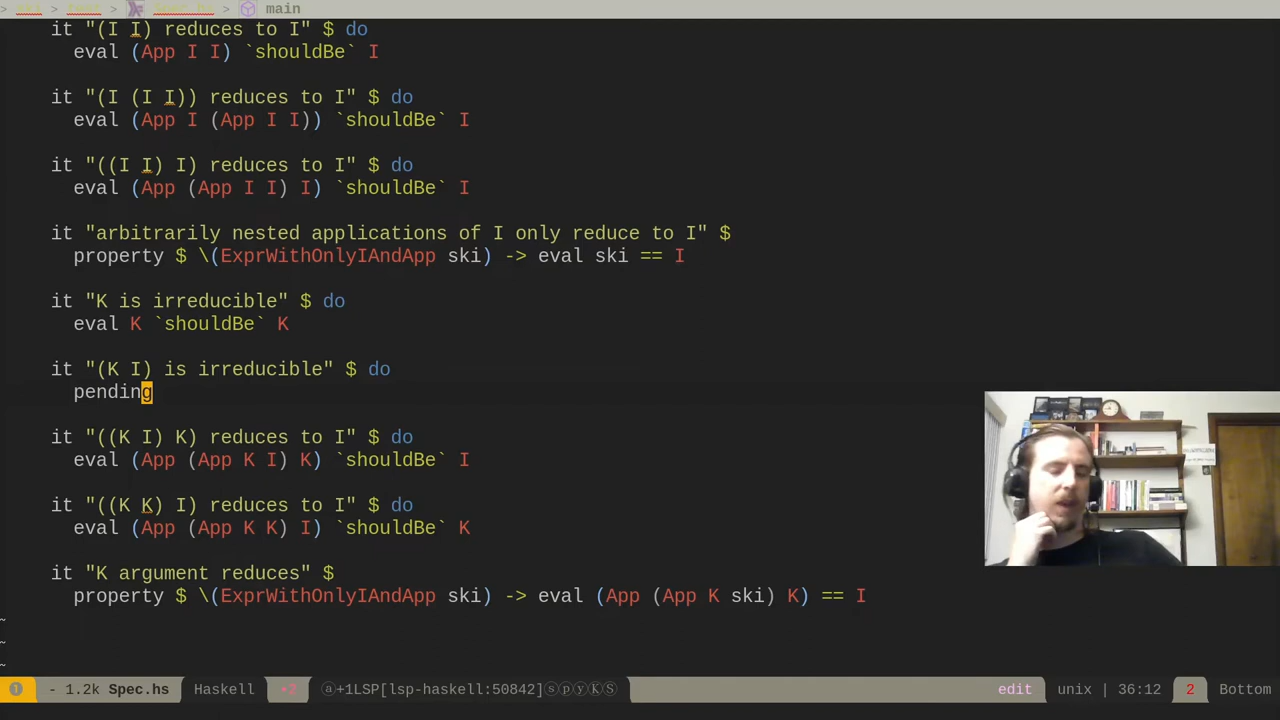 main
it "(I I) reduces to I" $ do
eval (App I I) `shouldBe` I
it "(I (I I)) reduces to I" $ do
eval (App I (App I I)) `shouldBe` I
it "((I I) I) reduces to I" $ do
eval (App (App I I) I) `shouldBe` I
it "arbitrarily nested applications of I only reduce to I" $
property $ \(ExprWithOnlyIAndApp ski) -> eval ski == I
it "K is irreducible" $ do
eval K `shouldBe` K
it "(K I) is irreducible" $ do
pending
it "((K I) K) reduces to I" $ do
eval (App (App K I) K) `shouldBe` I
it "((K K) I) reduces to I" $ do
eval (App (App K K) I) `shouldBe` K
it "K argument reduces" $
property $ \(ExprWithOnlyIAndApp ski) -> eval (App (App K ski) K) == I
~
~
~
❶ - 1.2k Spec.hs Haskell +2 ⓐ+1LSP[lsp-haskell:50842]ⓢⓟⓨⓀⓈ edit unix | 36:12 2 Bottom